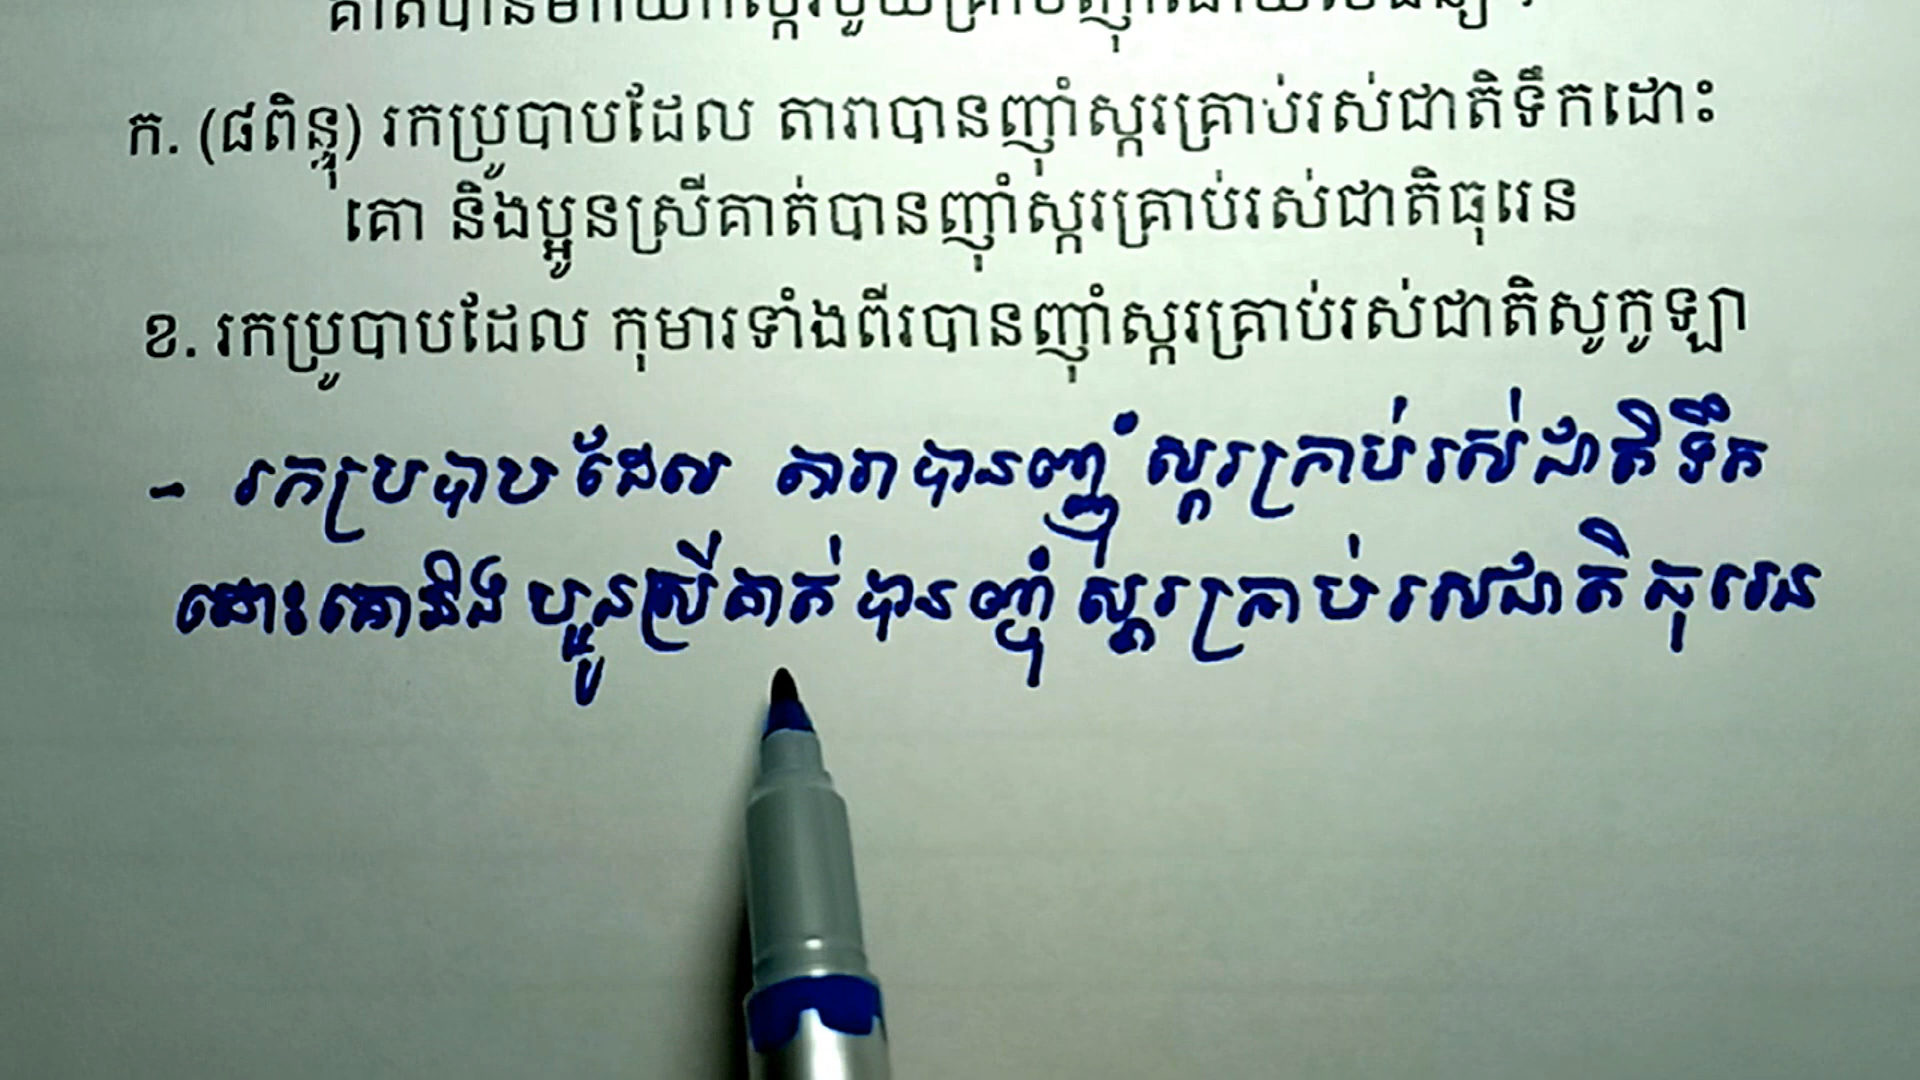 ក. (៨ពិន្ទុ) រកប្រូបាបដែល តារាបានញ៉ាំស្ករគ្រាប់រស់ជាតិទឹកដោះ
គោ និងប្អូនស្រីគាត់បានញ៉ាំស្ករគ្រាប់រស់ជាតិធុរេន
ខ. រកប្រូបាបដែល កុមារទាំងពីរបានញ៉ាំស្ករគ្រាប់រស់ជាតិសូកូឡា
- រកប្របាបដែល តារាបានញ៉ាំ ស្ករគ្រាប់រស់ជាតិទឹក
ដោះគោនិង ប្អូនស្រីគាត់ បានញ៉ាំ ស្ករគ្រាប់រសជាតិ ធុរេន